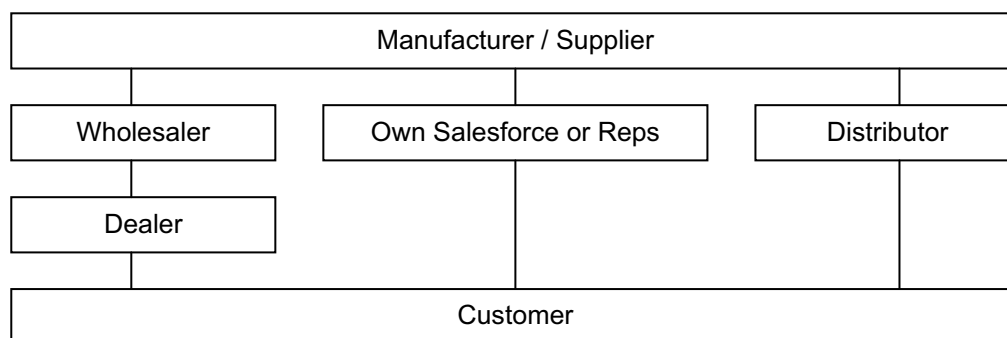 Manufacturer / Supplier
Wholesaler
Own Salesforce or Reps
Distributor
Dealer
Customer